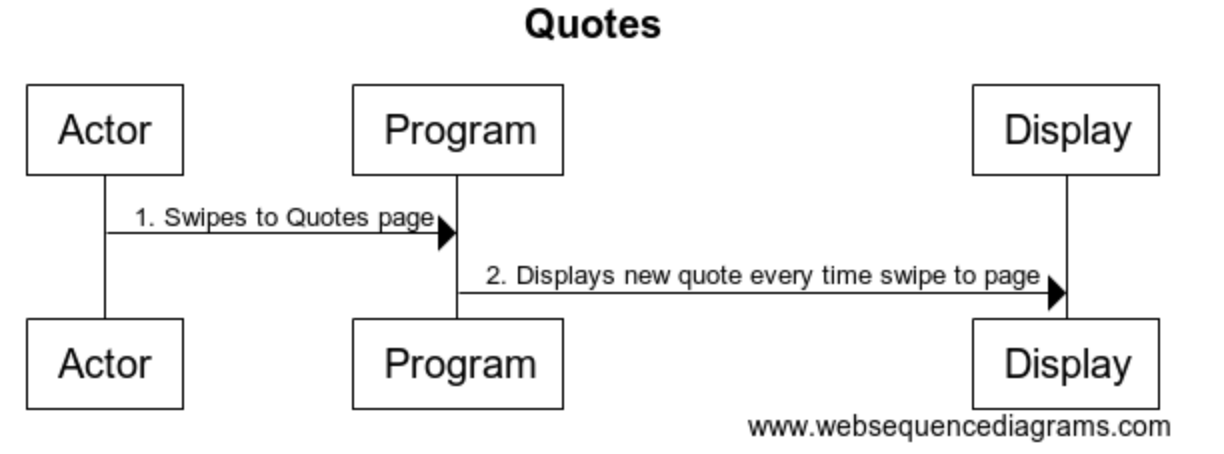 Quotes
Actor Program Display
1. Swipes to Quotes page
2. Displays new quote every time swipe to page
Actor Program Display
www.websequencediagrams.com